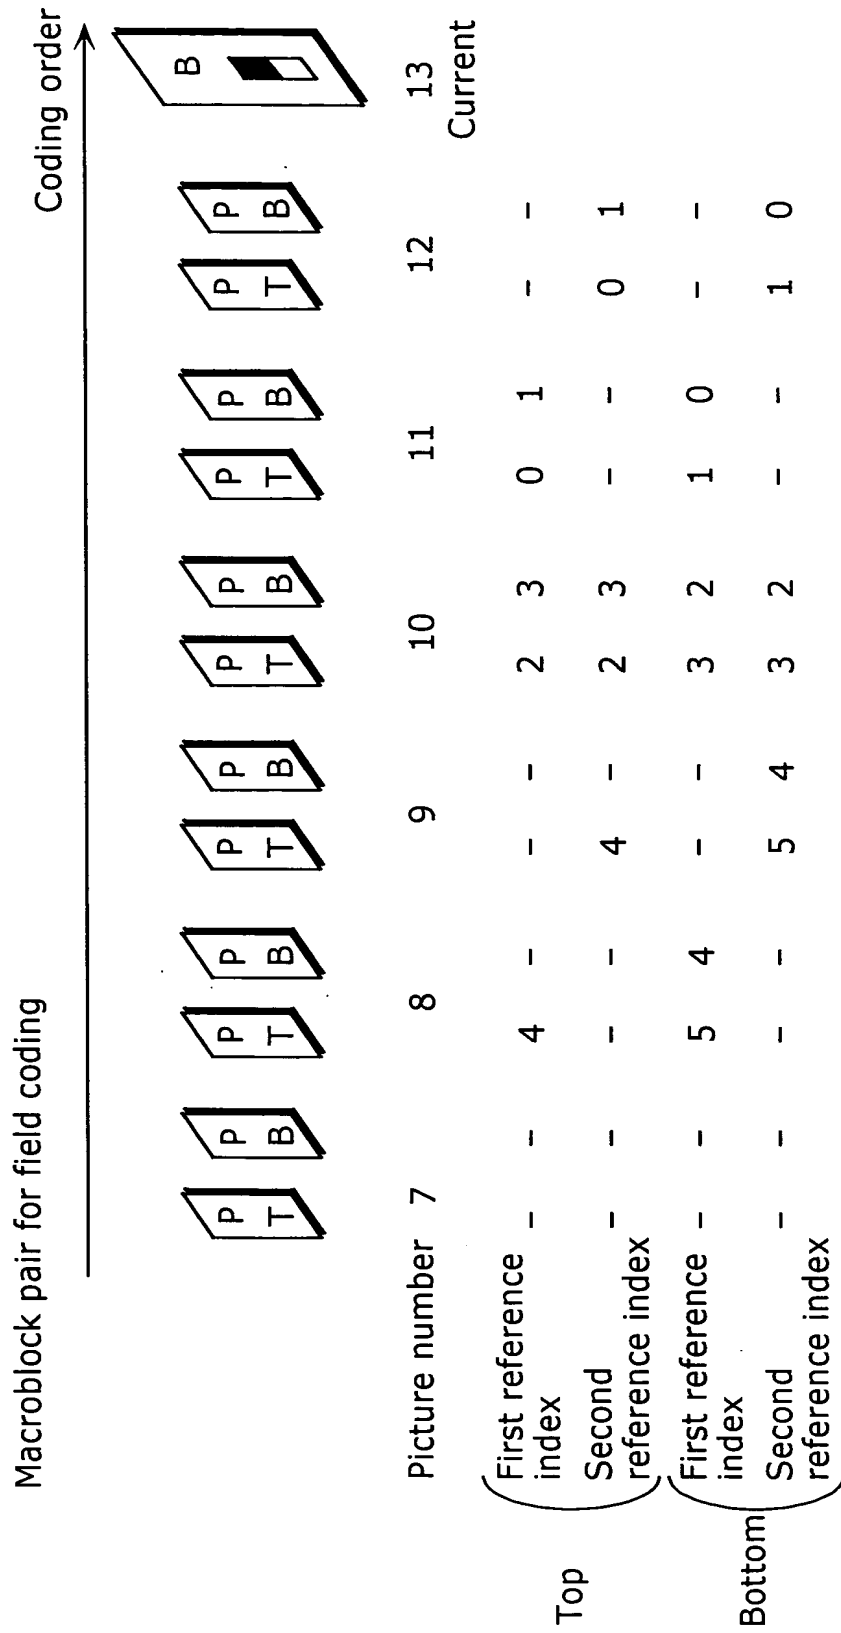 Macroblock pair for field coding
Coding order
P P P P P P P P P P P P B
T B T B T B T B T B T B
Picture number 7 8 9 10 11 12 13
Current
Top
First reference index – – 4 – – – 2 3 0 1 – –
Second reference index – – – – 4 – 2 3 – – 0 1
Bottom
First reference index – – 5 4 – – 3 2 1 0 – –
Second reference index – – – – 5 4 3 2 – – 1 0